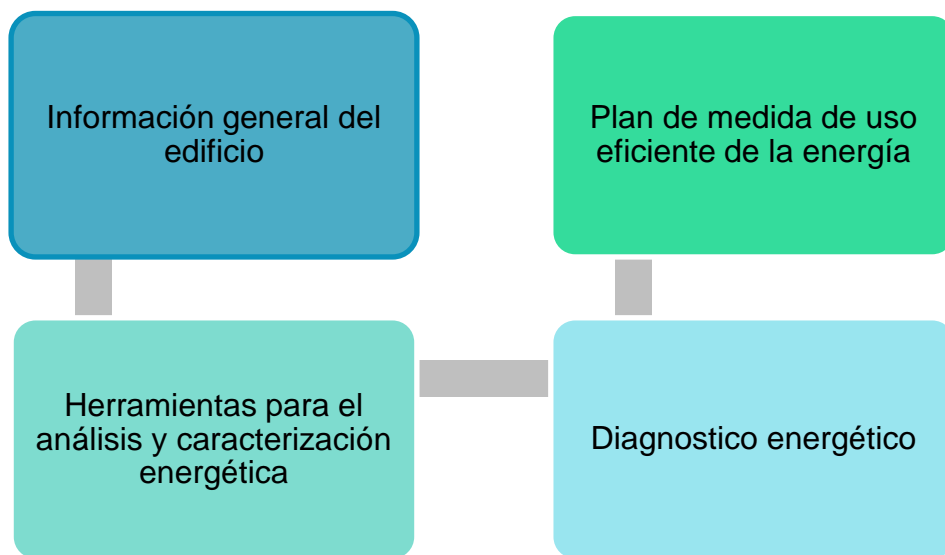 Información general del
edificio
Plan de medida de uso
eficiente de la energía
Herramientas para el
análisis y caracterización
energética
Diagnostico energético